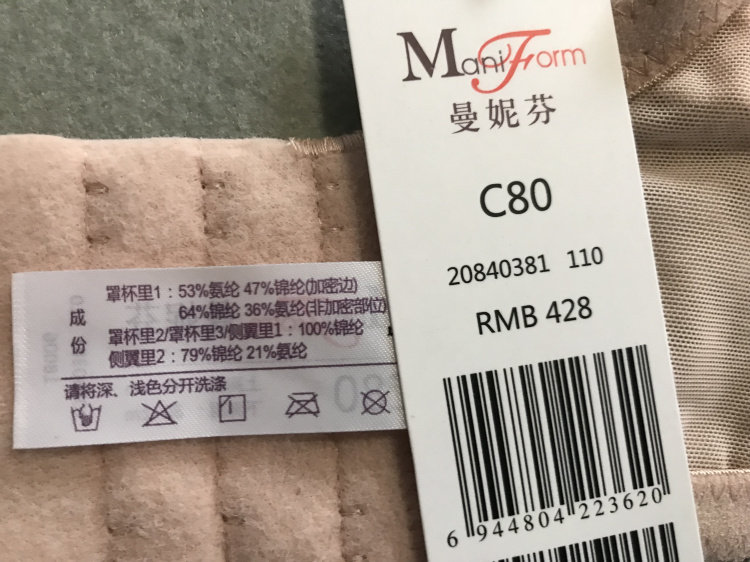 ManiForm
曼妮芬
C80
20840381 110
RMB 428
6 944804 223620
成份
罩杯里1：53%氨纶 47%锦纶(加密边)
64%锦纶 36%氨纶(非加密部位)
罩杯里2/罩杯里3/侧翼里1：100%锦纶
侧翼里2：79%锦纶 21%氨纶
请将深、浅色分开洗涤